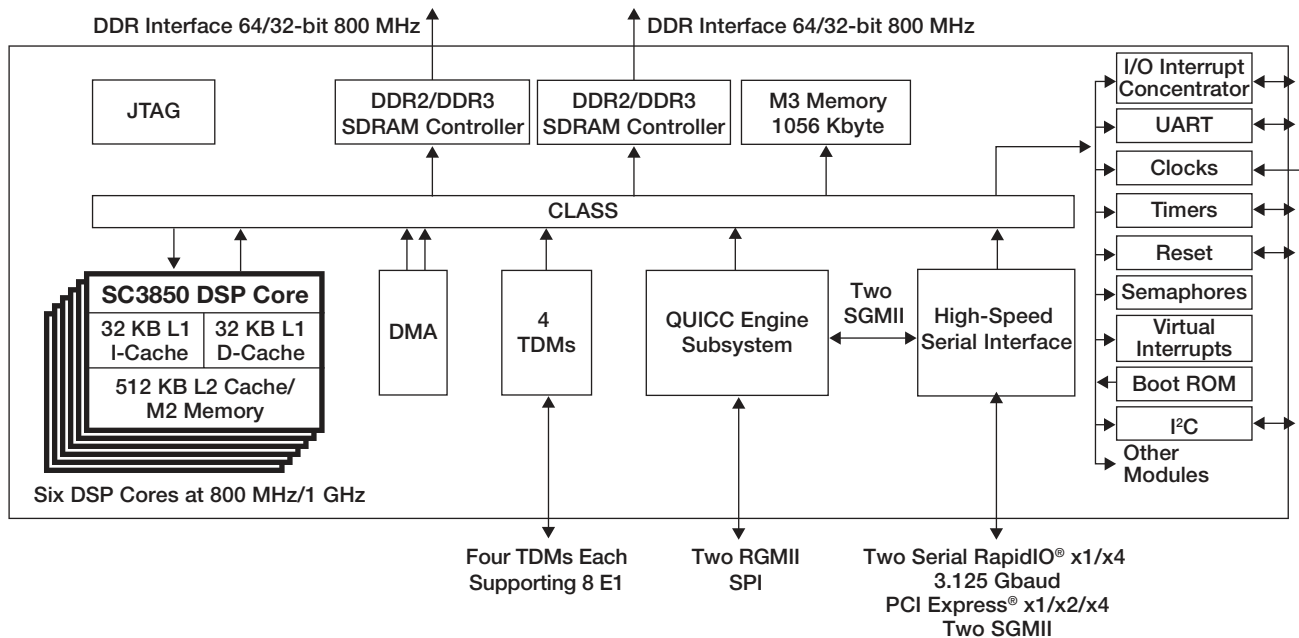 DDR Interface 64/32-bit 800 MHz
DDR Interface 64/32-bit 800 MHz
JTAG
DDR2/DDR3
SDRAM Controller
DDR2/DDR3
SDRAM Controller
M3 Memory
1056 Kbyte
I/O Interrupt
Concentrator
UART
Clocks
Timers
Reset
Semaphores
Virtual
Interrupts
Boot ROM
I²C
Other
Modules
CLASS
SC3850 DSP Core
32 KB L1
I-Cache
32 KB L1
D-Cache
512 KB L2 Cache/
M2 Memory
Six DSP Cores at 800 MHz/1 GHz
DMA
4
TDMs
QUICC Engine
Subsystem
Two
SGMII
High-Speed
Serial Interface
Four TDMs Each
Supporting 8 E1
Two RGMII
SPI
Two Serial RapidIO® x1/x4
3.125 Gbaud
PCI Express® x1/x2/x4
Two SGMII